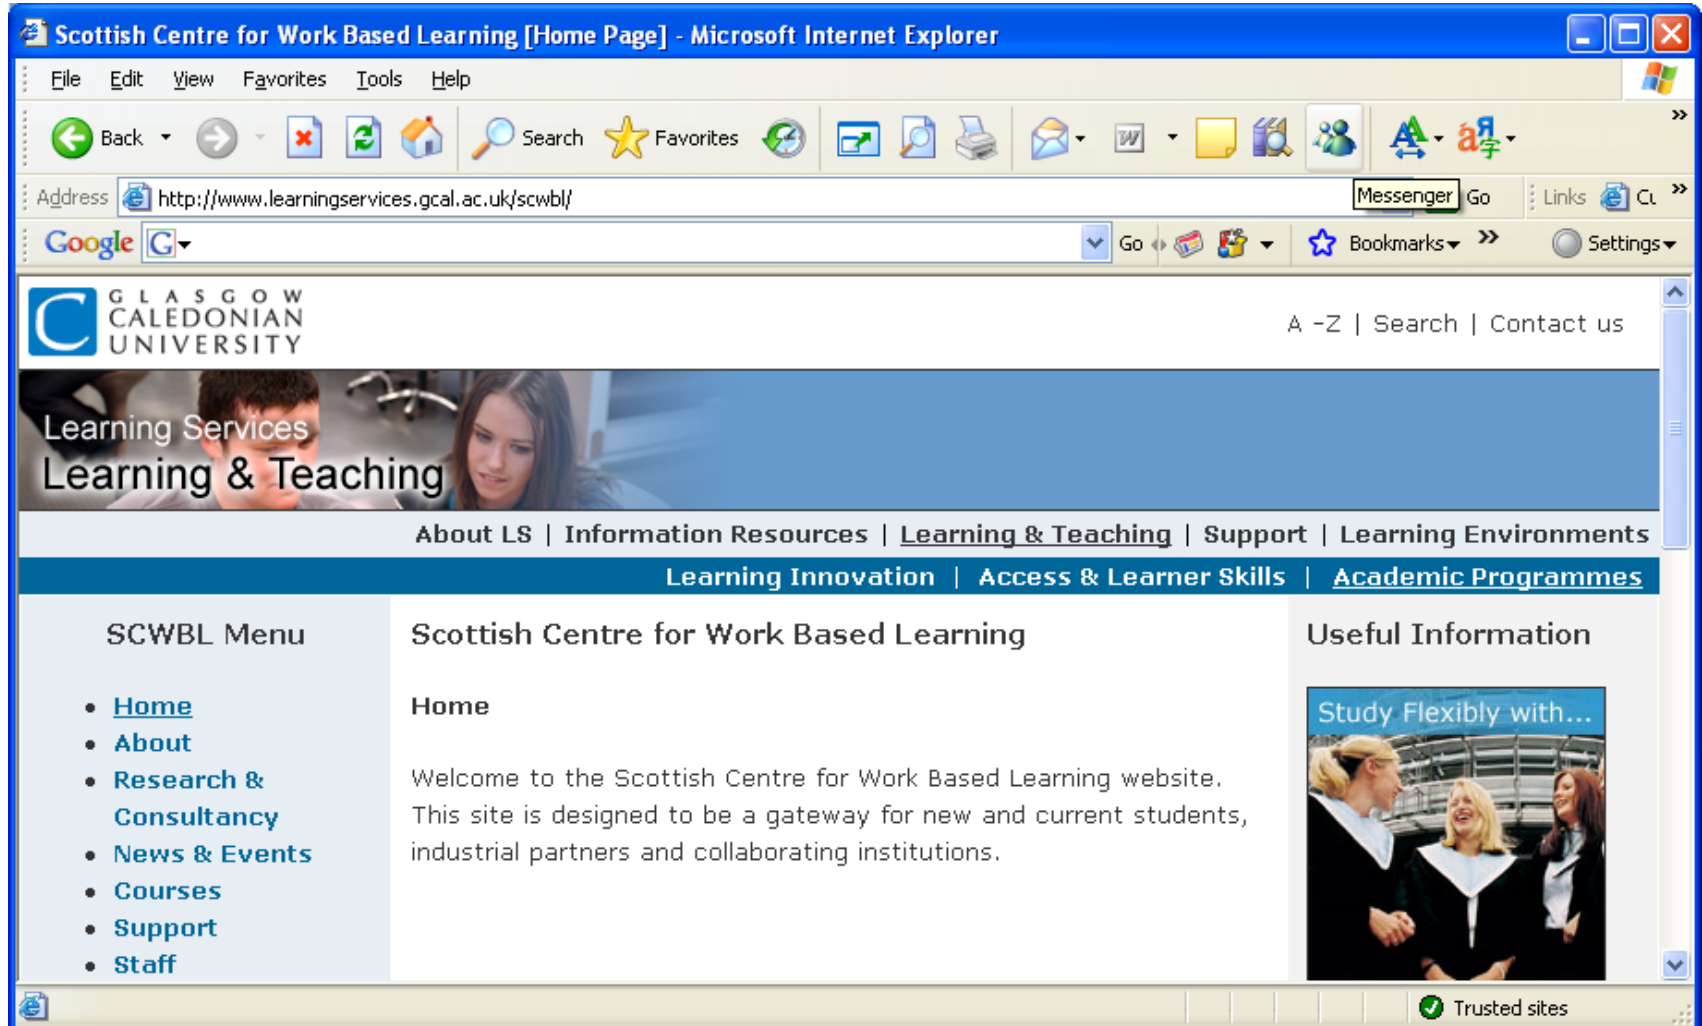 Scottish Centre for Work Based Learning [Home Page] - Microsoft Internet Explorer
File Edit View Favorites Tools Help
Back Search Favorites
Address http://www.learningservices.gcal.ac.uk/scwbl/ Messenger Go Links
Google G Go Bookmarks Settings
GLASGOW
CALEDONIAN
UNIVERSITY
A -Z | Search | Contact us
Learning Services
Learning & Teaching
About LS | Information Resources | Learning & Teaching | Support | Learning Environments
Learning Innovation | Access & Learner Skills | Academic Programmes
SCWBL Menu
Home
About
Research &
Consultancy
News & Events
Courses
Support
Staff
Scottish Centre for Work Based Learning
Home
Welcome to the Scottish Centre for Work Based Learning website.
This site is designed to be a gateway for new and current students,
industrial partners and collaborating institutions.
Useful Information
Study Flexibly with...
Trusted sites